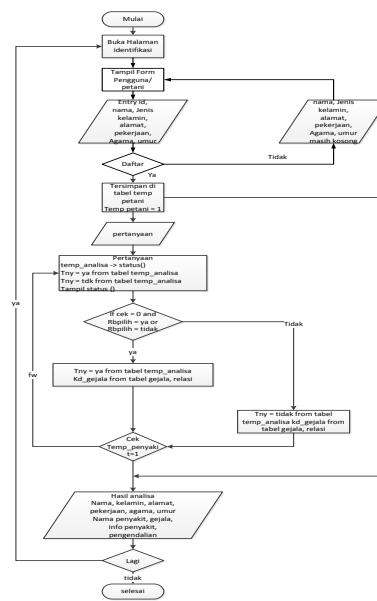 Mulai
Buka Halaman
identifikasi
Tampil Form
Pengguna/
petani
Entry id,
nama, Jenis
kelamin,
alamat,
pekerjaan,
Agama, umur
nama, Jenis
kelamin,
alamat,
pekerjaan,
Agama, umur
masih kosong
Daftar
Tidak
Ya
Tersimpan di
tabel temp
petani
Temp petani = 1
pertanyaan
Pertanyaan
temp_analisa -> status()
Tny = ya from tabel temp_analisa
Tny = tdk from tabel temp_analisa
Tampil status ()
ya
If cek = 0 and
Rbpilih = ya or
Rbpilih = tidak
Tidak
ya
Tny = ya from tabel temp_analisa
Kd_gejala from tabel gejala, relasi
fw
Tny = tidak from tabel
temp_analisa kd_gejala from
tabel gejala, relasi
Cek
Temp_penyaki
t=1
Hasil analisa
Nama, kelamin, alamat,
pekerjaan, agama, umur
Nama penyakit, gejala,
info penyakit,
pengendalian
Lagi
tidak
selesai